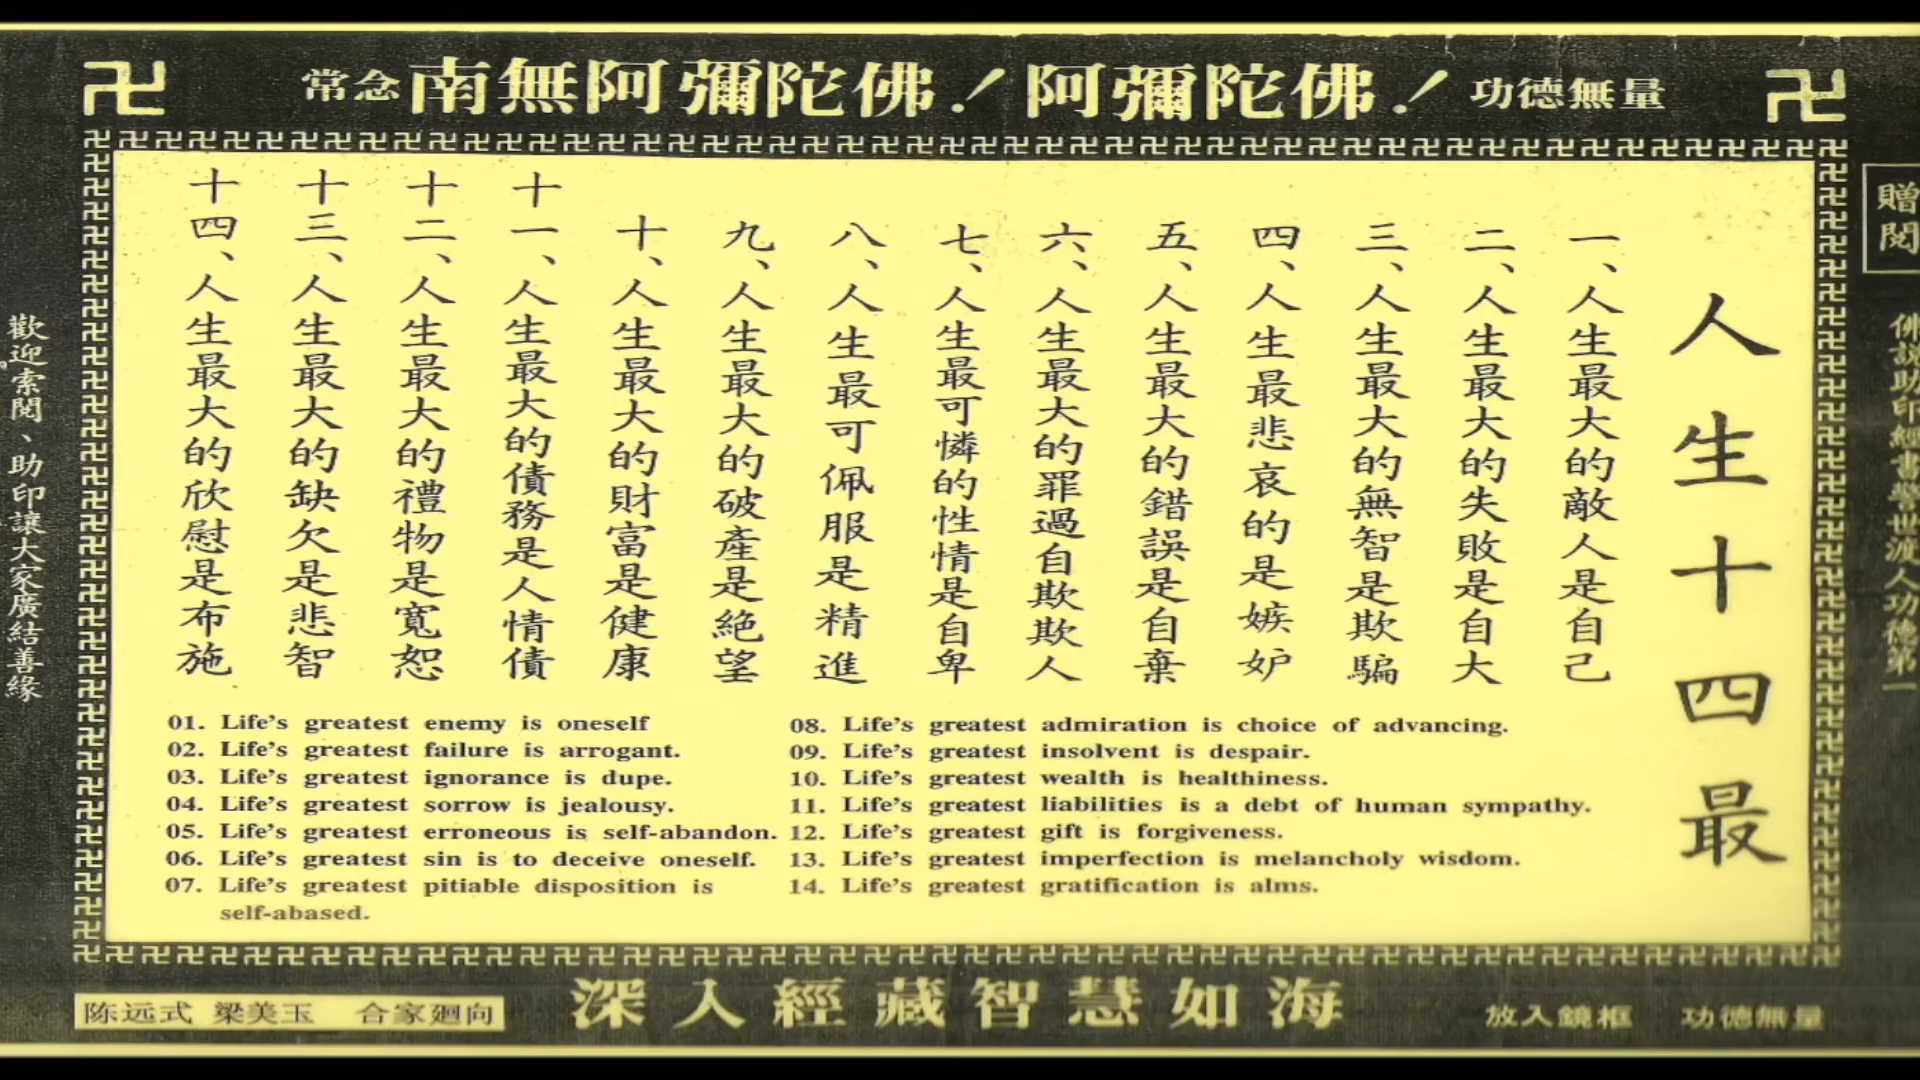 常念南無阿彌陀佛！阿彌陀佛！功德無量
贈閱
佛說助印經書警世渡人功德第一
人生十四最
一、人生最大的敵人是自己
二、人生最大的失敗是自大
三、人生最大的無智是欺騙
四、人生最悲哀的是嫉妒
五、人生最大的錯誤是自棄
六、人生最大的罪過自欺欺人
七、人生最可憐的性情是自卑
八、人生最可佩服是精進
九、人生最大的破產是絕望
十、人生最大的財富是健康
十一、人生最大的債務是人情債
十二、人生最大的禮物是寬恕
十三、人生最大的缺欠是悲智
十四、人生最大的欣慰是布施
01. Life's greatest enemy is oneself
02. Life's greatest failure is arrogant.
03. Life's greatest ignorance is dupe.
04. Life's greatest sorrow is jealousy.
05. Life's greatest erroneous is self-abandon.
06. Life's greatest sin is to deceive oneself.
07. Life's greatest pitiable disposition is
self-abased.
08. Life's greatest admiration is choice of advancing.
09. Life's greatest insolvent is despair.
10. Life's greatest wealth is healthiness.
11. Life's greatest liabilities is a debt of human sympathy.
12. Life's greatest gift is forgiveness.
13. Life's greatest imperfection is melancholy wisdom.
14. Life's greatest gratification is alms.
歡迎索閱、助印讓大家廣結善緣
陈远式 梁美玉 合家廻向
深入經藏智慧如海
放入鏡框 功德無量